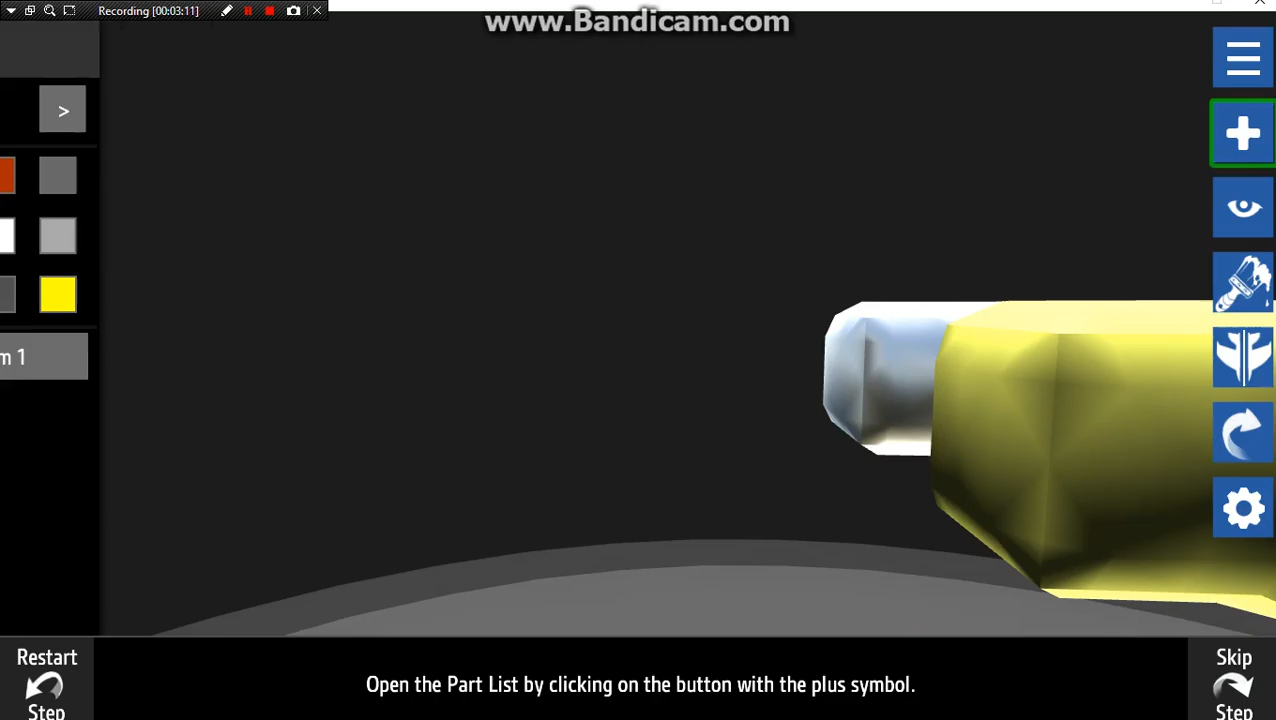 Recording [00:03:11]
www.Bandicam.com
>
m 1
Restart
Step
Open the Part List by clicking on the button with the plus symbol.
Skip
Step